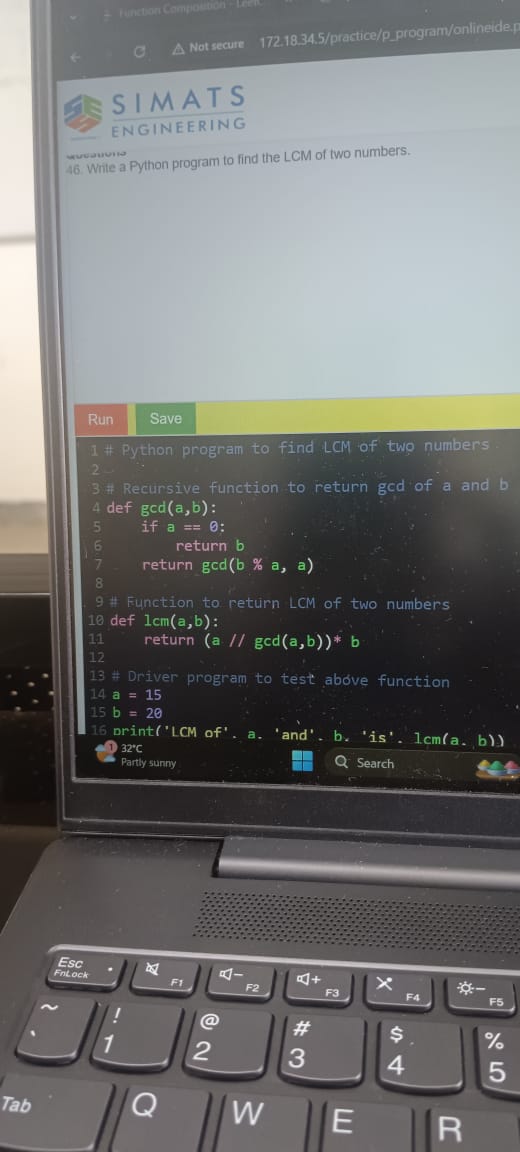 Function Composition - Leet
Not secure 172.18.34.5/practice/p_program/onlineide.p
SIMATS
ENGINEERING
Questions
46. Write a Python program to find the LCM of two numbers.
Run Save
1 # Python program to find LCM of two numbers
2
3 # Recursive function to return gcd of a and b
4 def gcd(a,b):
5 if a == 0:
6 return b
7 return gcd(b % a, a)
8
9 # Function to return LCM of two numbers
10 def lcm(a,b):
11 return (a // gcd(a,b))* b
12
13 # Driver program to test above function
14 a = 15
15 b = 20
16 print('LCM of', a, 'and', b, 'is', lcm(a, b))
1 32°C
Partly sunny
Search
Esc
FnLock
F1 F2 F3 F4 F5
~ ! @ # $ %
` 1 2 3 4 5
Tab Q W E R